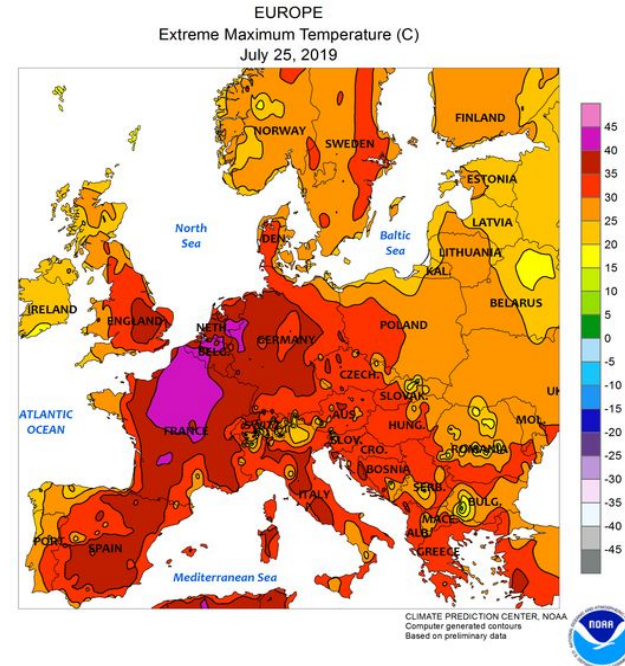 EUROPE
Extreme Maximum Temperature (C)
July 25, 2019
FINLAND
NORWAY
SWEDEN
ESTONIA
North
Sea
Baltic
Sea
LATVIA
DEN.
LITHUANIA
KAL.
IRELAND
BELARUS
ENGLAND
NETH.
POLAND
BELG.
GERMANY
CZECH.
SLOVAK.
UK
ATLANTIC
OCEAN
FRANCE
SWITZ.
AUS.
HUNG.
MOL.
SLOV.
CRO.
ROMANIA
BOSNIA
SERB.
ITALY
BULG.
MACE.
PORT.
SPAIN
ALB.
GREECE
Mediterranean Sea
45
40
35
30
25
20
15
10
5
0
-5
-10
-15
-20
-25
-30
-35
-40
-45
CLIMATE PREDICTION CENTER, NOAA
Computer generated contours
Based on preliminary data
NOAA